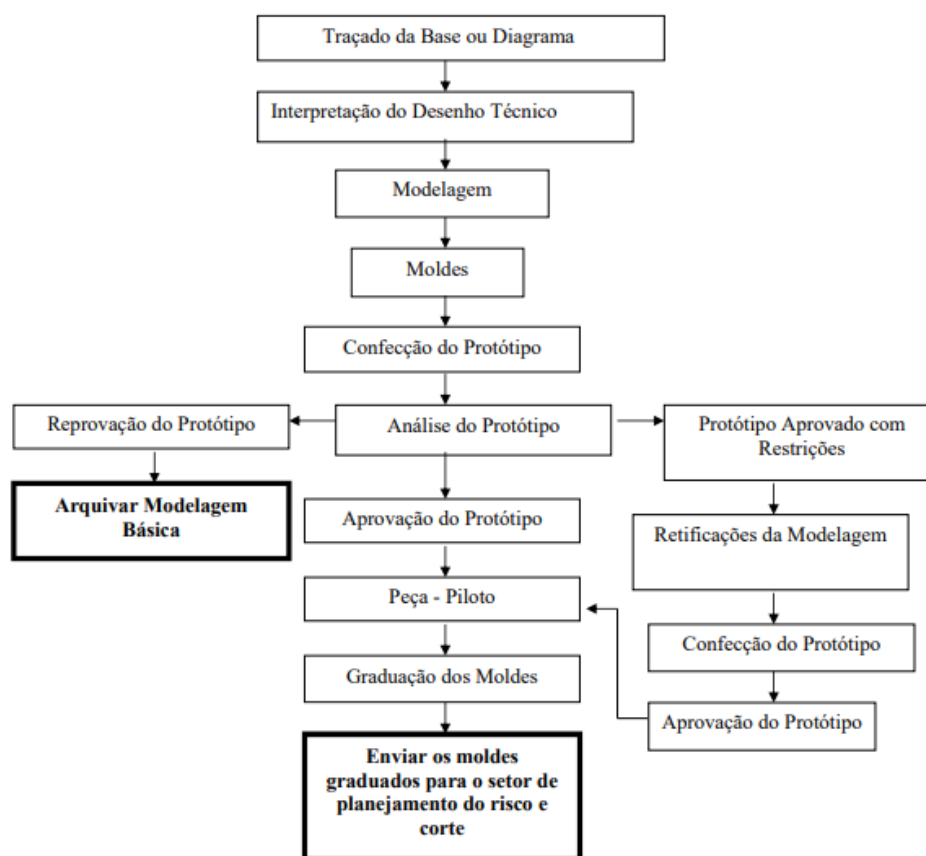 Traçado da Base ou Diagrama
Interpretação do Desenho Técnico
Modelagem
Moldes
Confecção do Protótipo
Reprovação do Protótipo
Análise do Protótipo
Protótipo Aprovado com
Restrições
Arquivar Modelagem
Básica
Aprovação do Protótipo
Retificações da Modelagem
Peça - Piloto
Confecção do Protótipo
Graduação dos Moldes
Aprovação do Protótipo
Enviar os moldes
graduados para o setor de
planejamento do risco e
corte